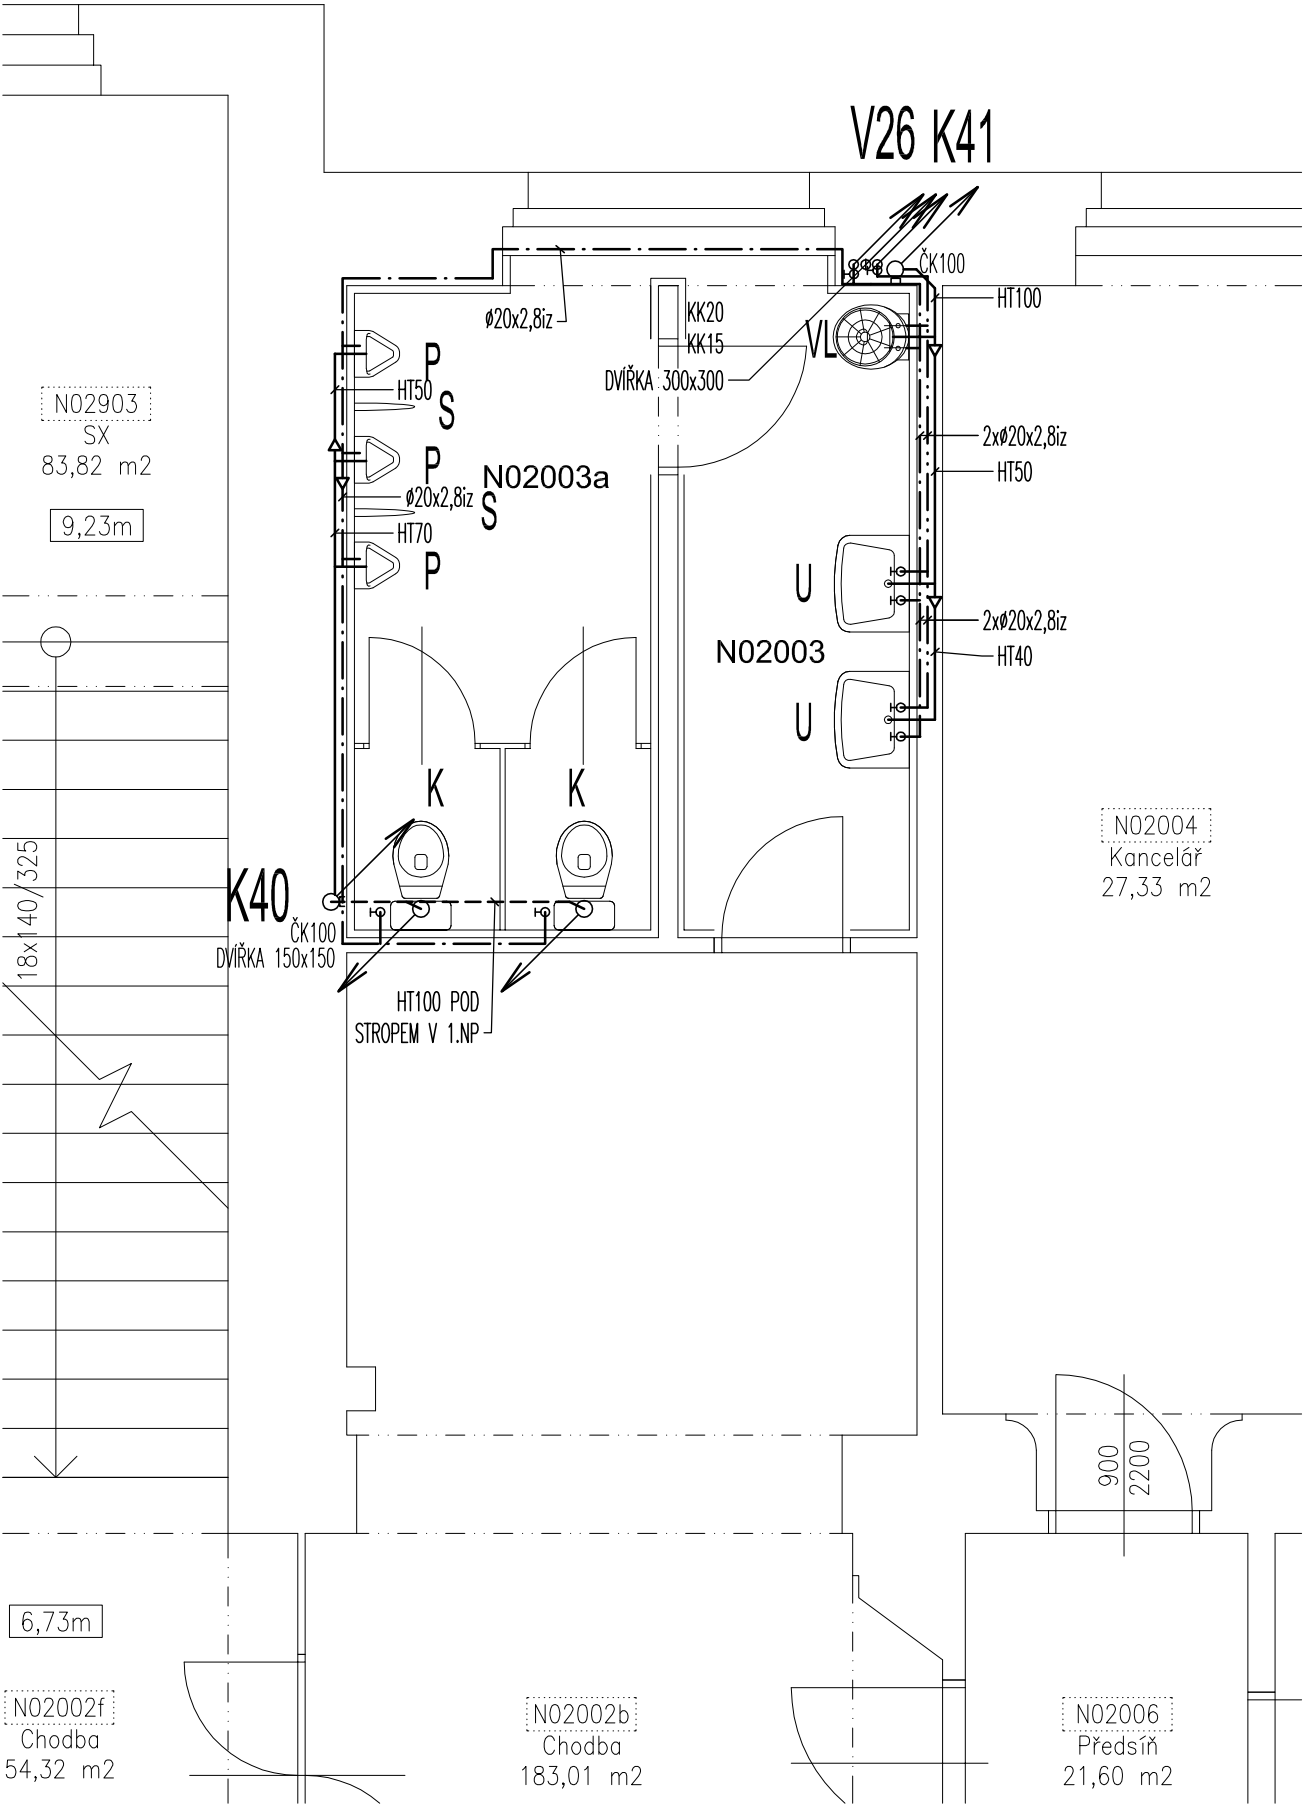 V26 K41
ČK100
HT100
ø20x2,8iz
KK20
KK15
VL
DVÍŘKA 300x300
P
HT50
S
N02903
SX
83,82 m2
9,23m
P
N02003a
ø20x2,8iz
S
HT70
P
2xø20x2,8iz
HT50
U
2xø20x2,8iz
N02003
HT40
U
K
K
N02004
Kancelář
27,33 m2
18x140/325
K40
ČK100
DVÍŘKA 150x150
HT100 POD
STROPEM V 1.NP
900
2200
6,73m
N02002f
Chodba
54,32 m2
N02002b
Chodba
183,01 m2
N02006
Předsíň
21,60 m2